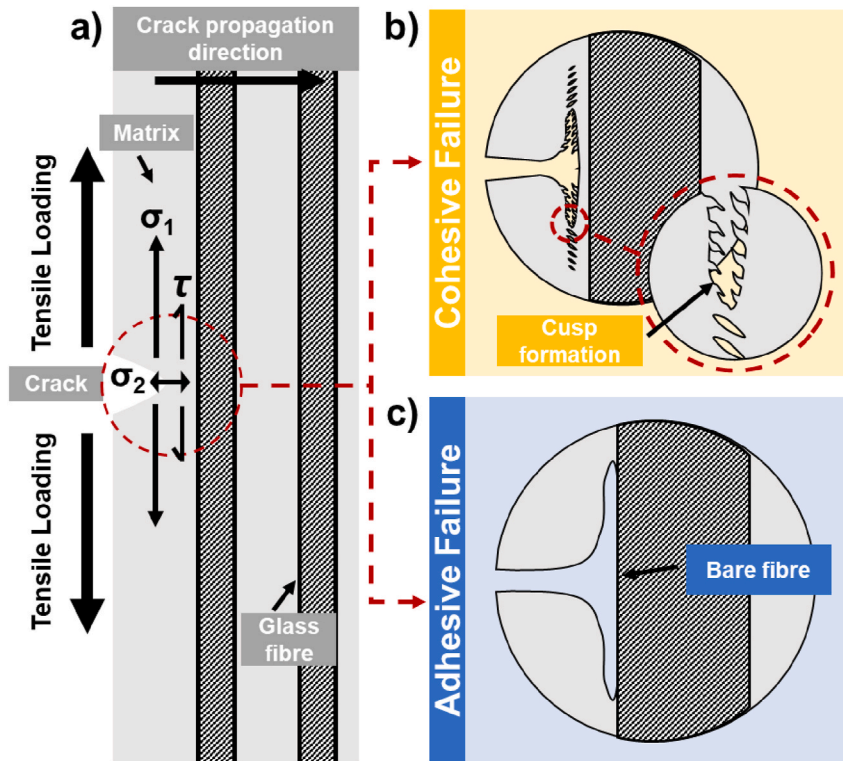 a)
Crack propagation
direction
Matrix
Tensile Loading
σ1
τ
Crack
σ2
Tensile Loading
Glass
fibre
b)
Cohesive Failure
Cusp
formation
c)
Adhesive Failure
Bare fibre